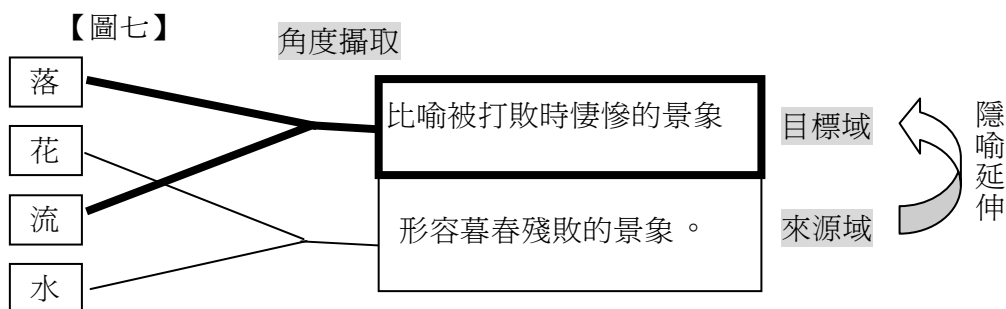 【圖七】
角度攝取
落
花
流
水
比喻被打敗時悽慘的景象
形容暮春殘敗的景象。
目標域
來源域
隱喻延伸